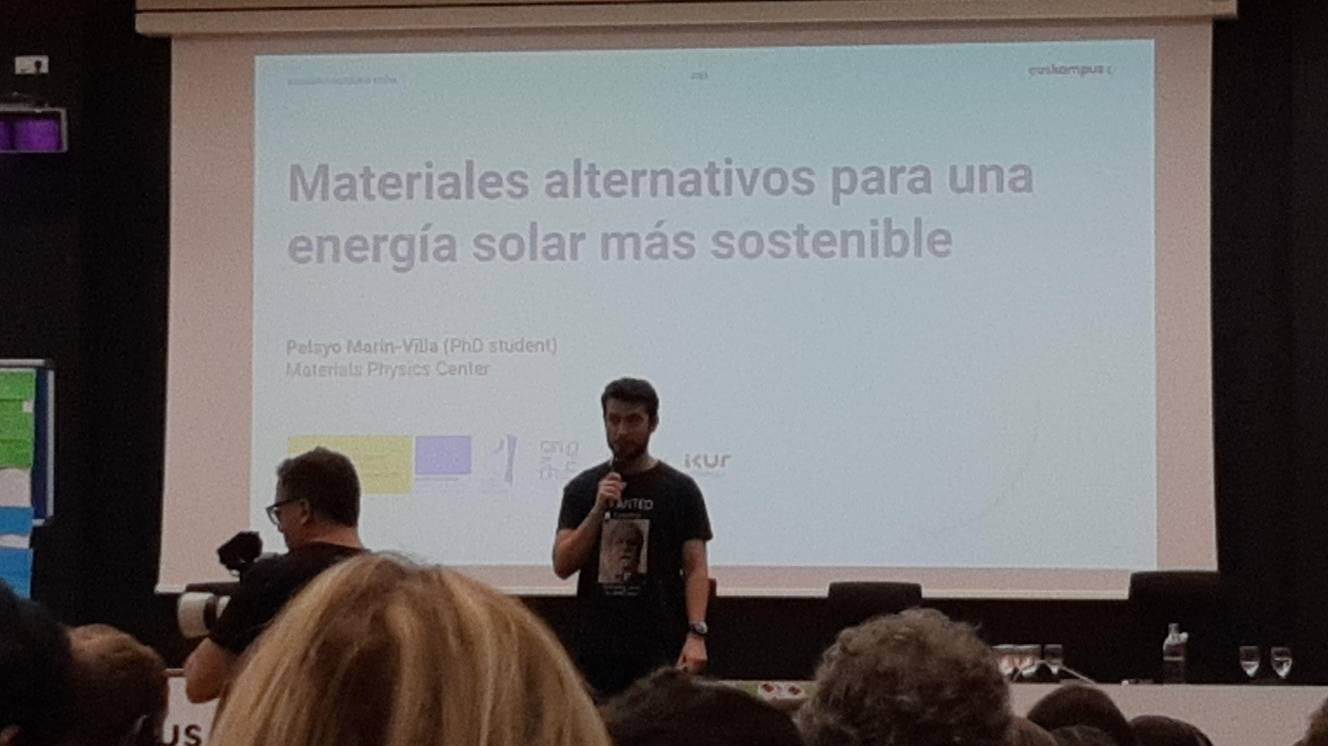 euskampus
Materiales alternativos para una
energía solar más sostenible
Pelayo Marin-Villa (PhD student)
Materials Physics Center
ikur
WANTED
US